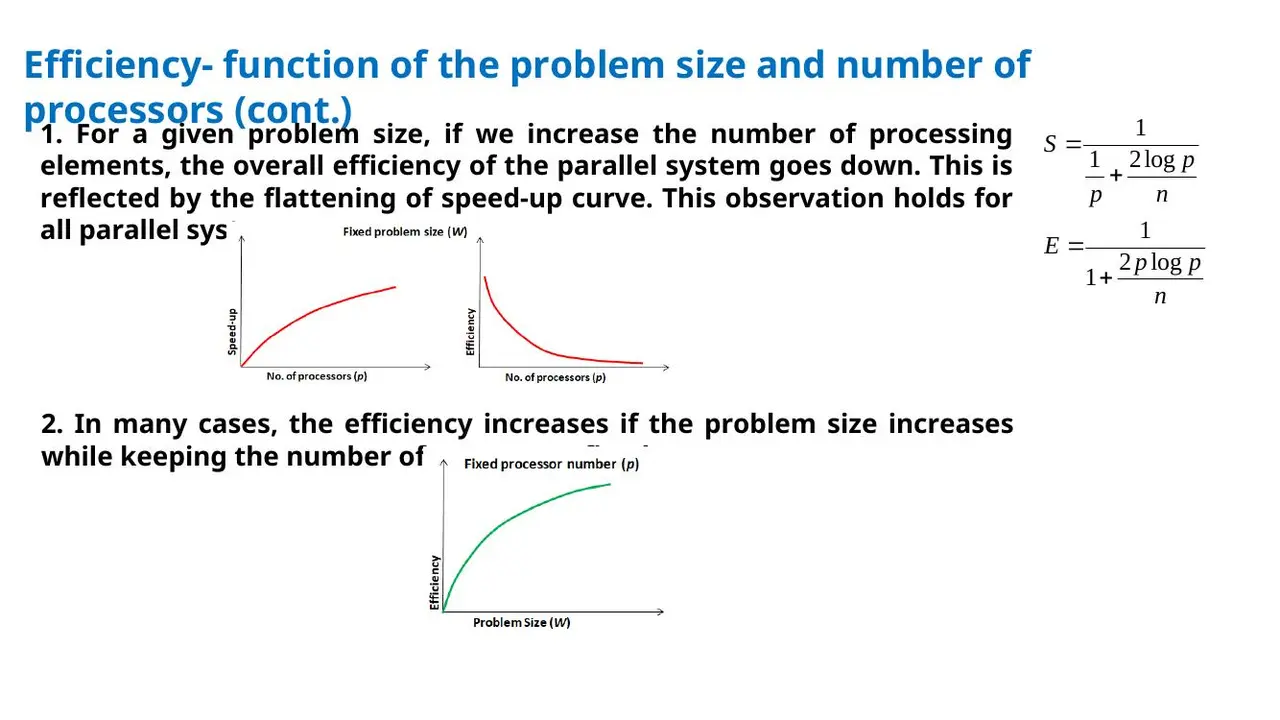 Efficiency- function of the problem size and number of
processors (cont.)
1. For a given problem size, if we increase the number of processing
elements, the overall efficiency of the parallel system goes down. This is
reflected by the flattening of speed-up curve. This observation holds for
all parallel sys
S = 1 / (1/p + 2 log p / n)
E = 1 / (1 + 2 p log p / n)
Fixed problem size (W)
Speed-up
No. of processors (p)
Efficiency
No. of processors (p)
2. In many cases, the efficiency increases if the problem size increases
while keeping the number of
Fixed processor number (p)
Efficiency
Problem Size (W)